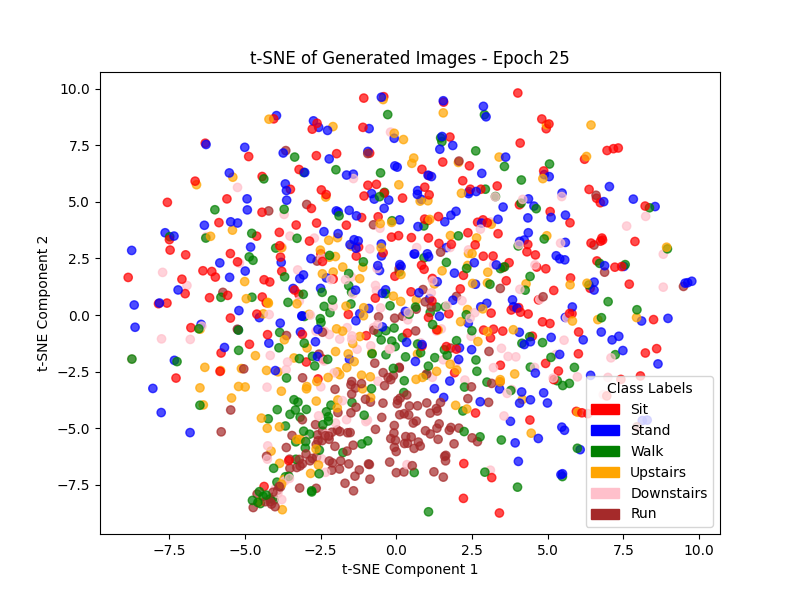 t-SNE of Generated Images - Epoch 25
t-SNE Component 2
10.0
7.5
5.0
2.5
0.0
−2.5
−5.0
−7.5
−7.5 −5.0 −2.5 0.0 2.5 5.0 7.5 10.0
t-SNE Component 1
Class Labels
Sit
Stand
Walk
Upstairs
Downstairs
Run